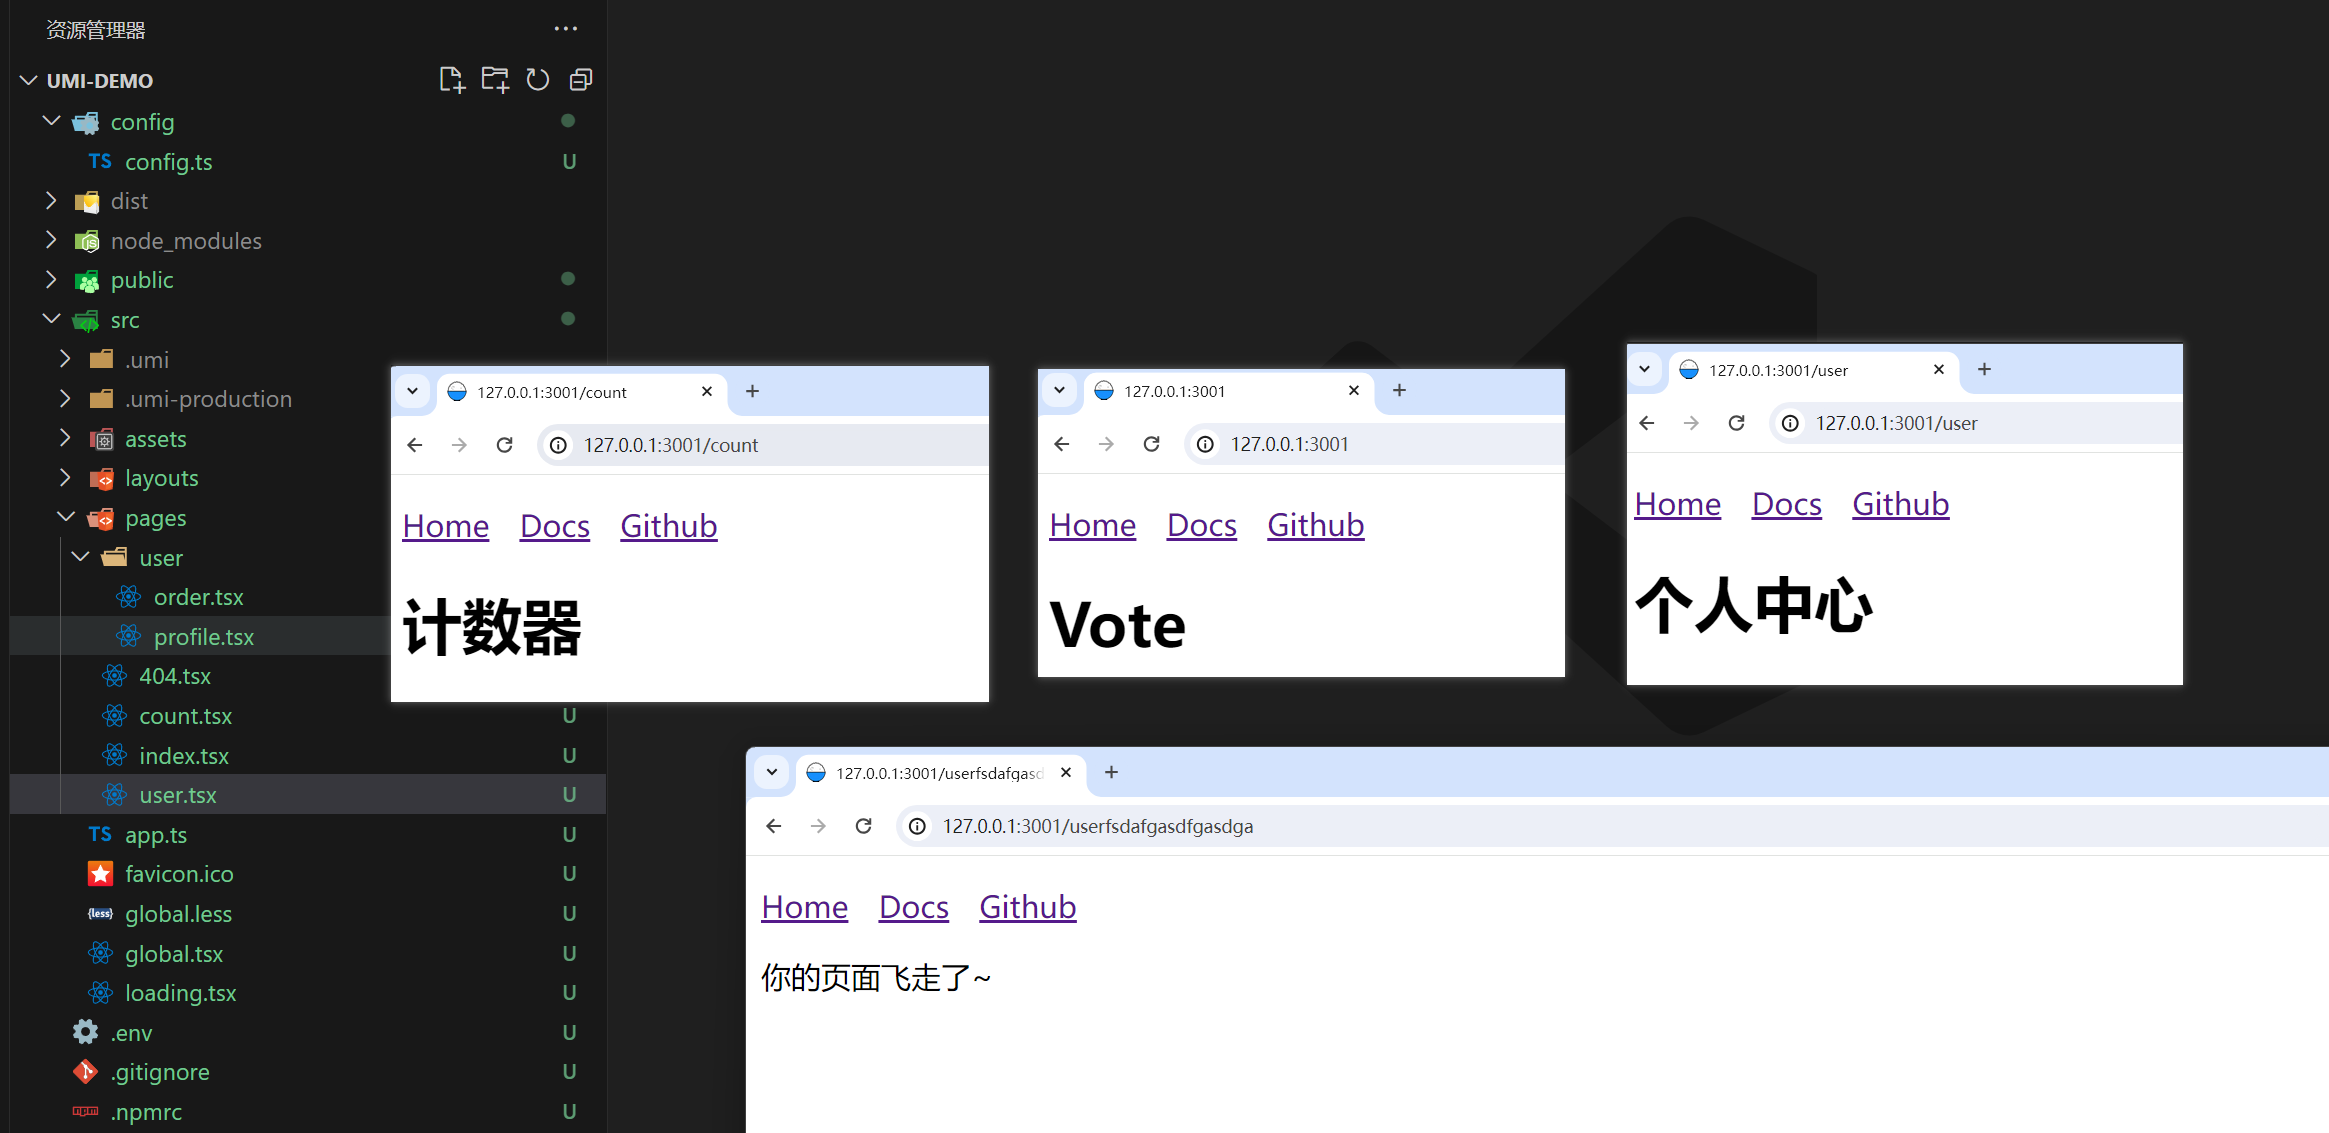 资源管理器
UMI-DEMO
config
TS config.ts U
dist
node_modules
public
src
.umi
.umi-production
assets
layouts
pages
user
order.tsx
profile.tsx
404.tsx
count.tsx U
index.tsx U
user.tsx U
TS app.ts U
favicon.ico U
{less} global.less U
global.tsx U
loading.tsx U
.env U
.gitignore U
.npmrc U
127.0.0.1:3001/count
127.0.0.1:3001/count
Home Docs Github
计数器
127.0.0.1:3001
127.0.0.1:3001
Home Docs Github
Vote
127.0.0.1:3001/user
127.0.0.1:3001/user
Home Docs Github
个人中心
127.0.0.1:3001/userfsdafgasd
127.0.0.1:3001/userfsdafgasdfgasdga
Home Docs Github
你的页面飞走了~